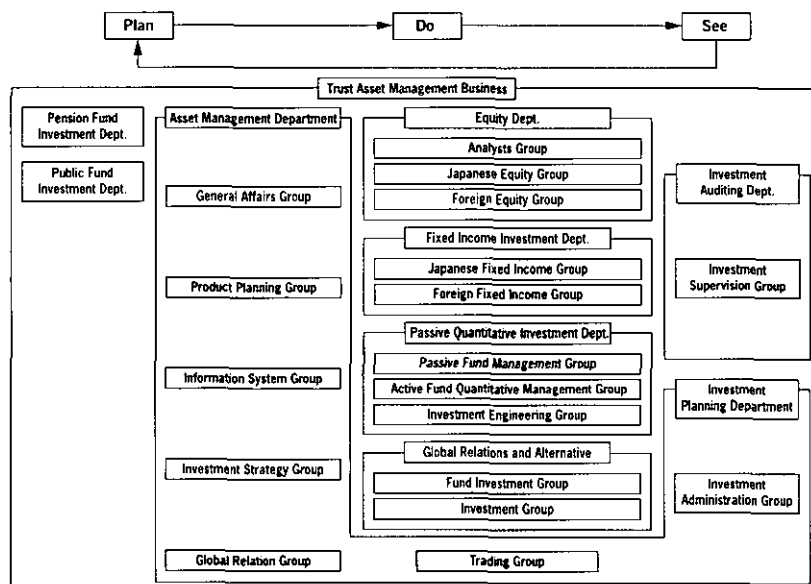 Plan
Do
See
Trust Asset Management Business
Pension Fund
Investment Dept.
Public Fund
Investment Dept.
Asset Management Department
General Affairs Group
Product Planning Group
Information System Group
Investment Strategy Group
Global Relation Group
Equity Dept.
Analysts Group
Japanese Equity Group
Foreign Equity Group
Fixed Income Investment Dept.
Japanese Fixed Income Group
Foreign Fixed Income Group
Passive Quantitative Investment Dept.
Passive Fund Management Group
Active Fund Quantitative Management Group
Investment Engineering Group
Global Relations and Alternative
Fund Investment Group
Investment Group
Trading Group
Investment
Auditing Dept.
Investment
Supervision Group
Investment
Planning Department
Investment
Administration Group